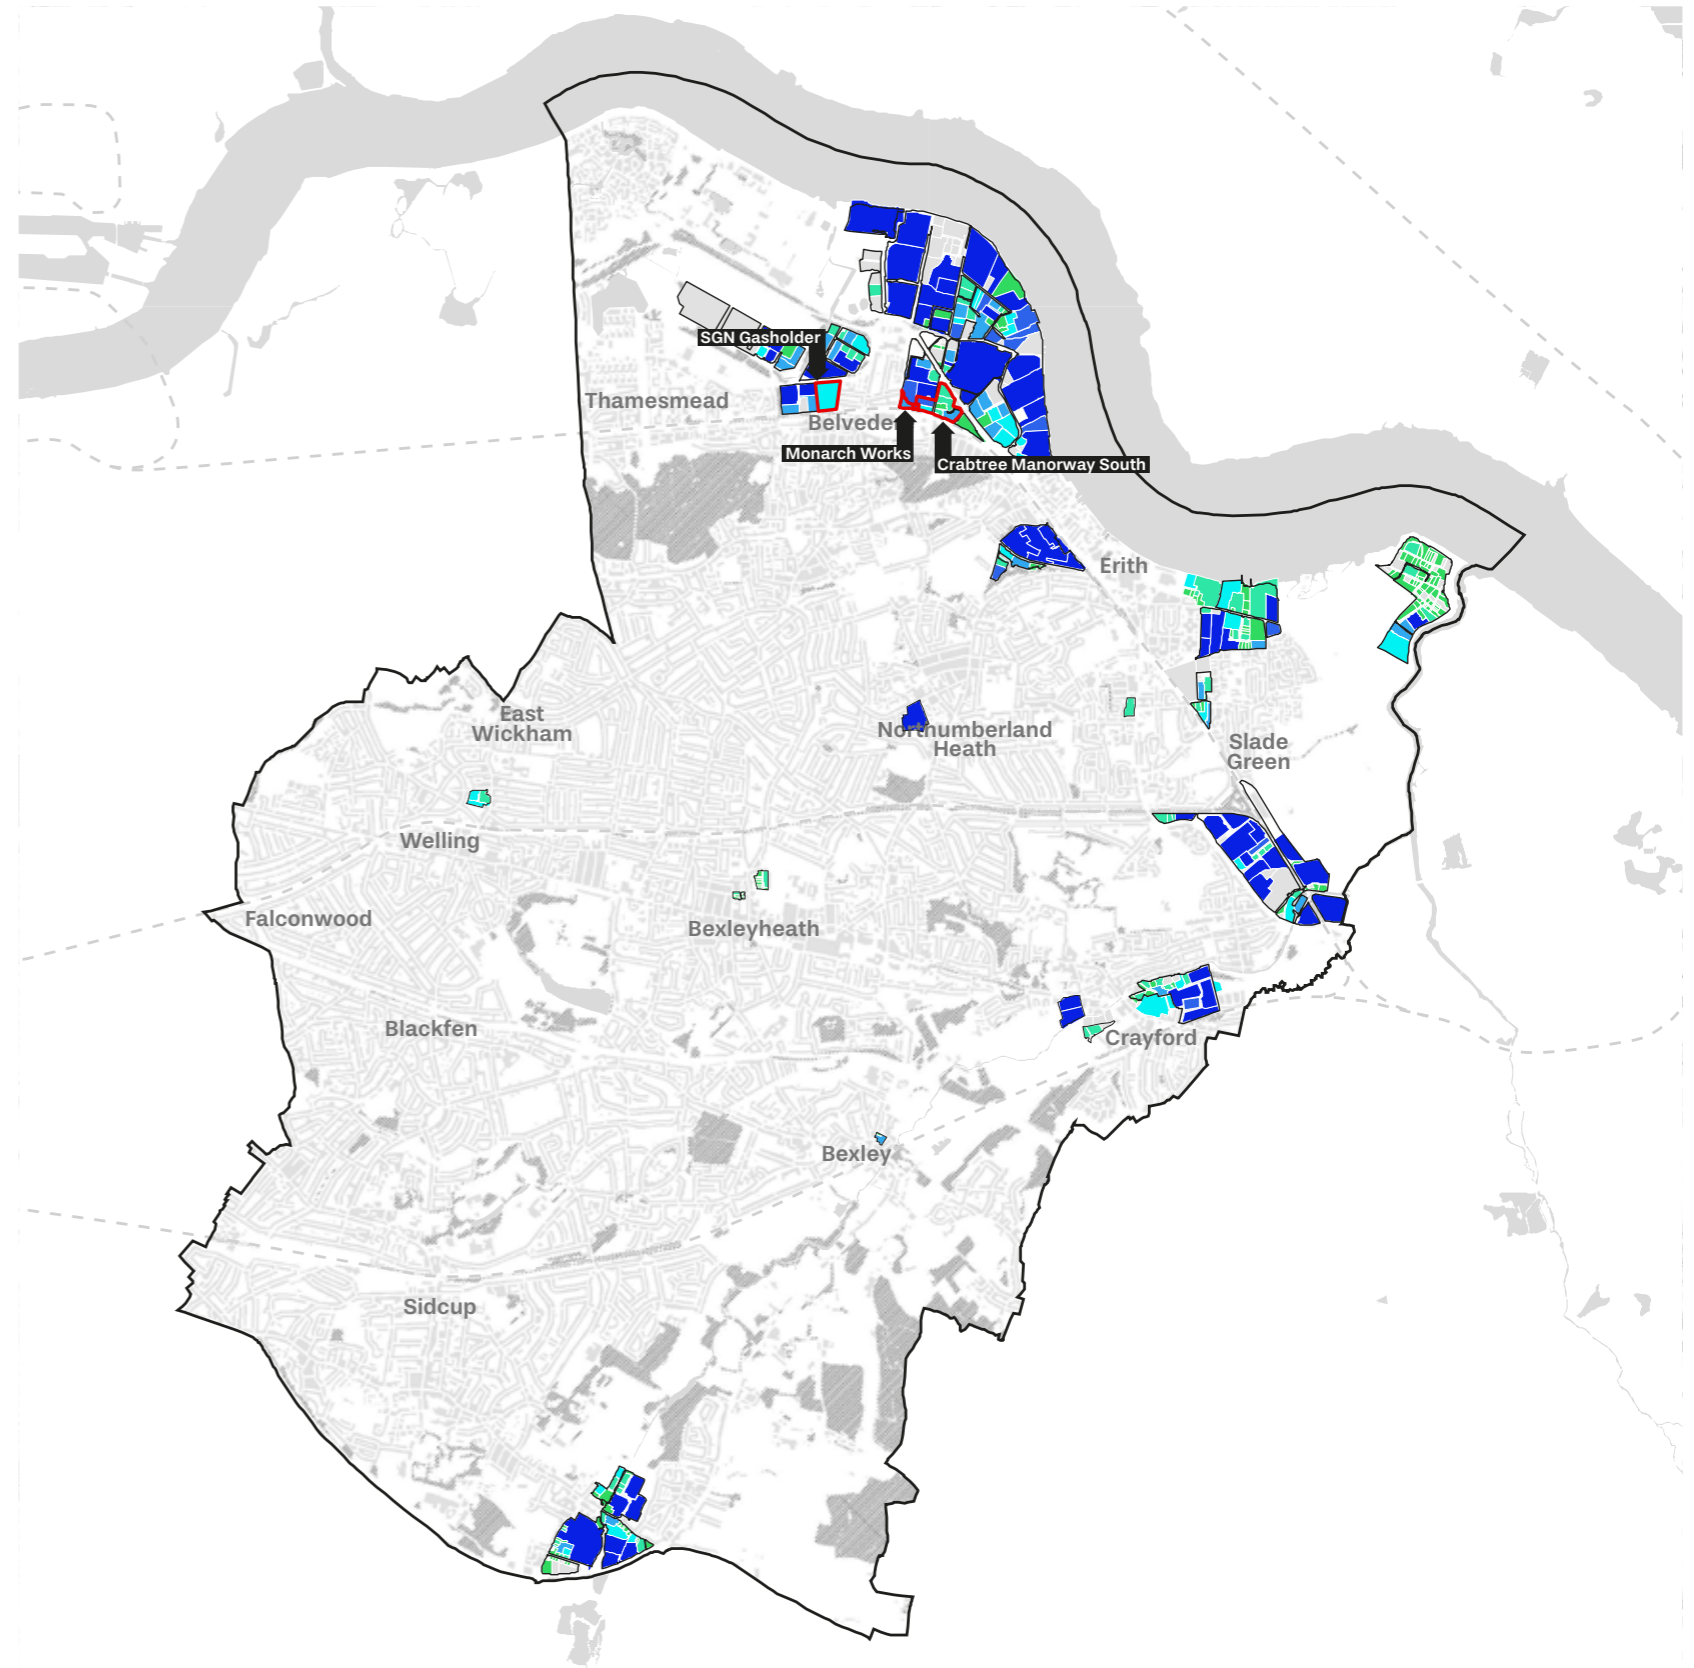 SGN Gasholder
Thamesmead
Belvede
Monarch Works
Crabtree Manorway South
Erith
East
Wickham
Northumberland
Heath
Slade
Green
Welling
Falconwood
Bexleyheath
Blackfen
Crayford
Bexley
Sidcup